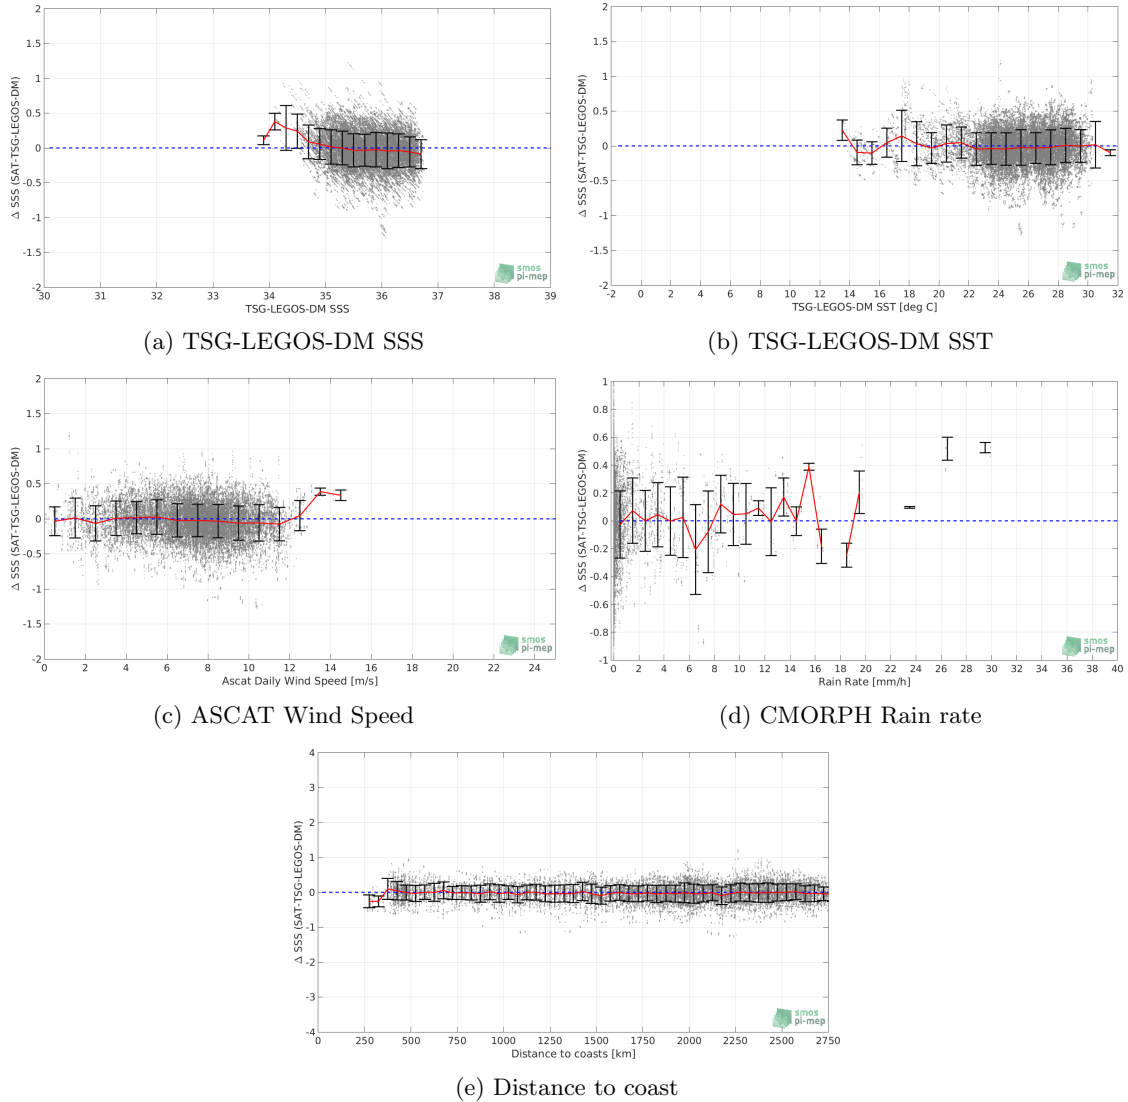 2
1.5
1
0.5
0
-0.5
-1
-1.5
-2
Δ SSS (SAT-TSG-LEGOS-DM)
30 31 32 33 34 35 36 37 38 39
TSG-LEGOS-DM SSS
smos
pi-mep
(a) TSG-LEGOS-DM SSS
2
1.5
1
0.5
0
-0.5
-1
-1.5
-2
Δ SSS (SAT-TSG-LEGOS-DM)
-2 0 2 4 6 8 10 12 14 16 18 20 22 24 26 28 30 32
TSG-LEGOS-DM SST [deg C]
smos
pi-mep
(b) TSG-LEGOS-DM SST
2
1.5
1
0.5
0
-0.5
-1
-1.5
-2
Δ SSS (SAT-TSG-LEGOS-DM)
0 2 4 6 8 10 12 14 16 18 20 22 24
Ascat Daily Wind Speed [m/s]
smos
pi-mep
(c) ASCAT Wind Speed
1
0.8
0.6
0.4
0.2
0
-0.2
-0.4
-0.6
-0.8
-1
Δ SSS (SAT-TSG-LEGOS-DM)
0 2 4 6 8 10 12 14 16 18 20 22 24 26 28 30 32 34 36 38 40
Rain Rate [mm/h]
smos
pi-mep
(d) CMORPH Rain rate
4
3
2
1
0
-1
-2
-3
-4
Δ SSS (SAT-TSG-LEGOS-DM)
0 250 500 750 1000 1250 1500 1750 2000 2250 2500 2750
Distance to coasts [km]
smos
pi-mep
(e) Distance to coast